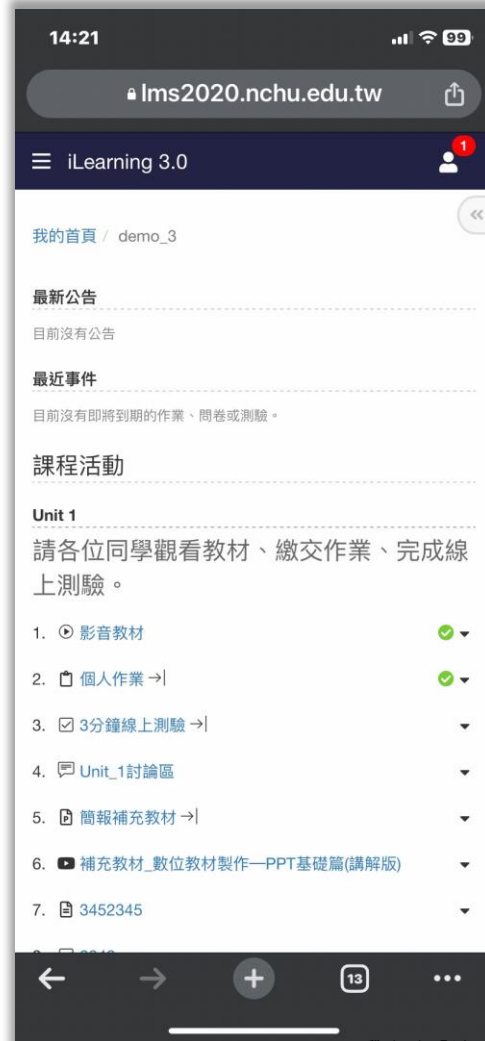 14:21
99
lms2020.nchu.edu.tw
iLearning 3.0
1
我的首頁 / demo_3
最新公告
目前沒有公告
最近事件
目前沒有即將到期的作業、問卷或測驗。
課程活動
Unit 1
請各位同學觀看教材、繳交作業、完成線
上測驗。
1. 影音教材
2. 個人作業
3. 3分鐘線上測驗
4. Unit_1討論區
5. 簡報補充教材
6. 補充教材_數位教材製作—PPT基礎篇(講解版)
7. 3452345
13